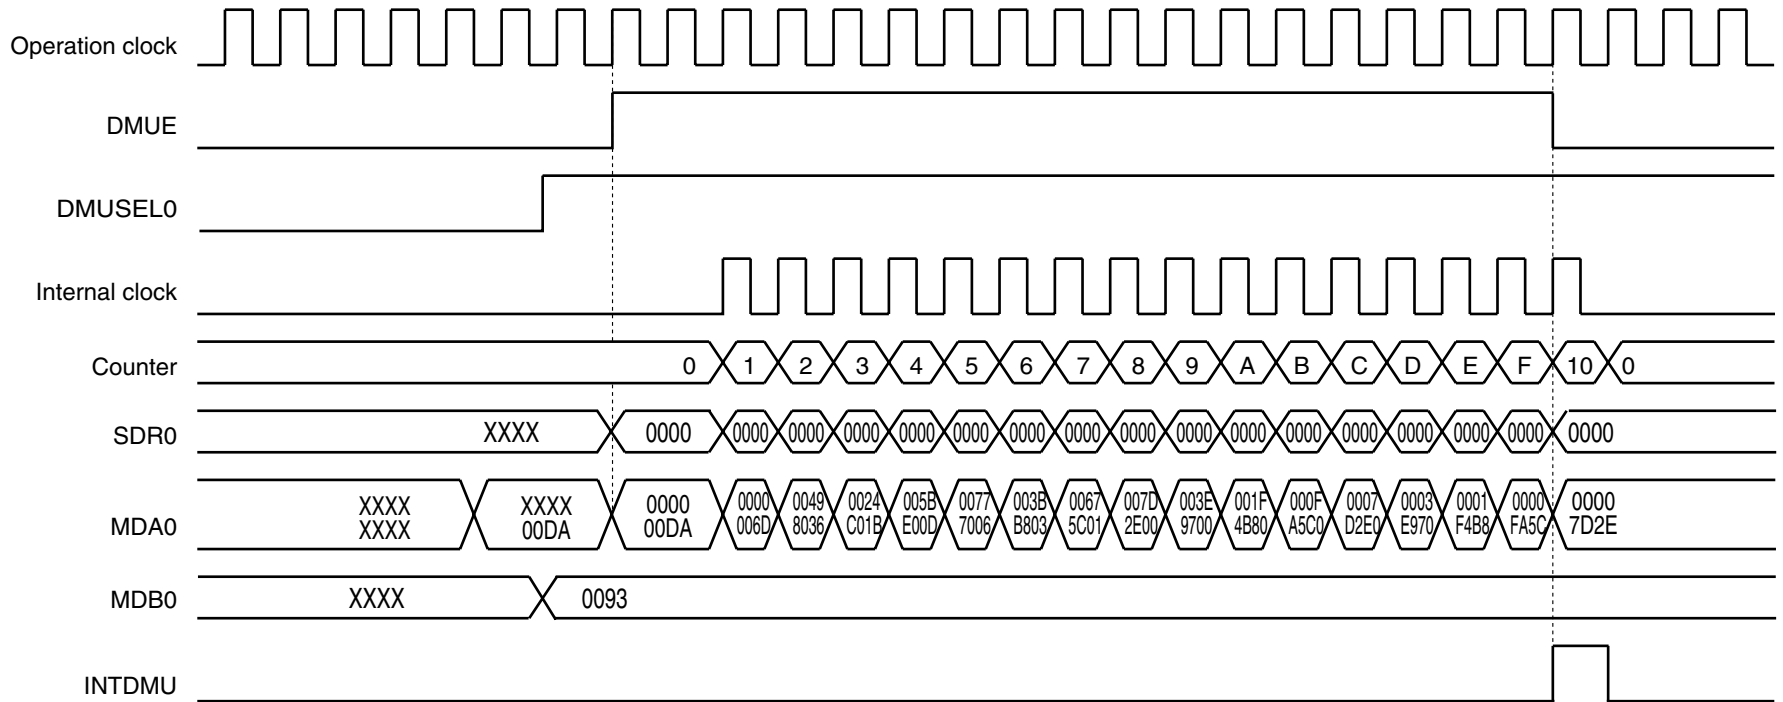 Operation clock
DMUE
DMUSEL0
Internal clock
Counter 0 1 2 3 4 5 6 7 8 9 A B C D E F 10 0
SDR0 XXXX 0000 0000 0000 0000 0000 0000 0000 0000 0000 0000 0000 0000 0000 0000 0000 0000 0000
XXXX XXXX 0000 0000 0049 0024 005B 0077 003B 0067 007D 003E 001F 000F 0007 0003 0001 0000 0000
MDA0
XXXX 00DA 00DA 006D 8036 C01B E00D 7006 B803 5C01 2E00 9700 4B80 A5C0 D2E0 E970 F4B8 FA5C 7D2E
MDB0 XXXX 0093
INTDMU